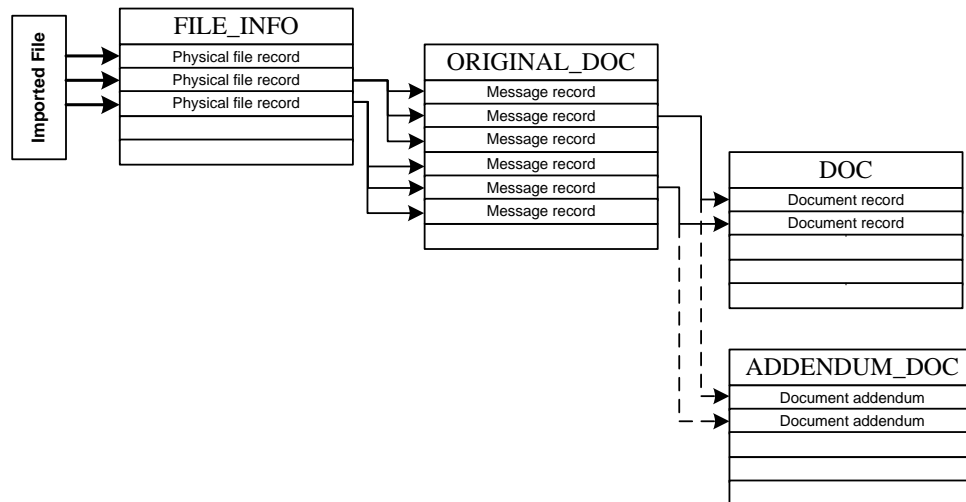 Imported File
FILE_INFO
Physical file record
Physical file record
Physical file record
ORIGINAL_DOC
Message record
Message record
Message record
Message record
Message record
Message record
DOC
Document record
Document record
ADDENDUM_DOC
Document addendum
Document addendum